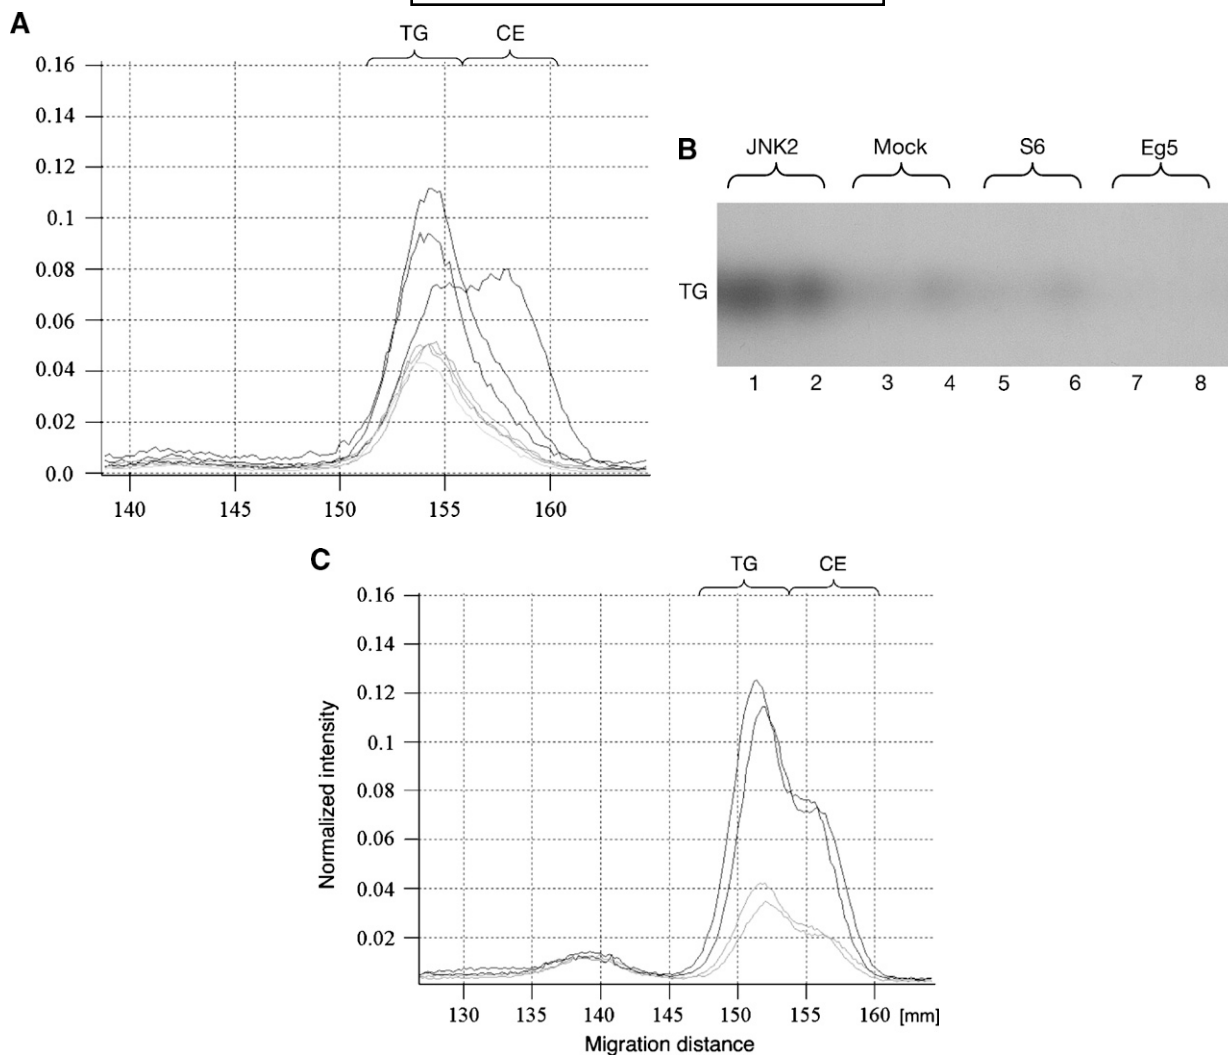 A
TG CE
0.16
0.14
0.12
0.1
0.08
0.06
0.04
0.02
0.0
140 145 150 155 160
B
JNK2 Mock S6 Eg5
TG
1 2 3 4 5 6 7 8
C
TG CE
0.16
0.14
0.12
0.1
0.08
0.06
0.04
0.02
Normalized intensity
130 135 140 145 150 155 160 [mm]
Migration distance